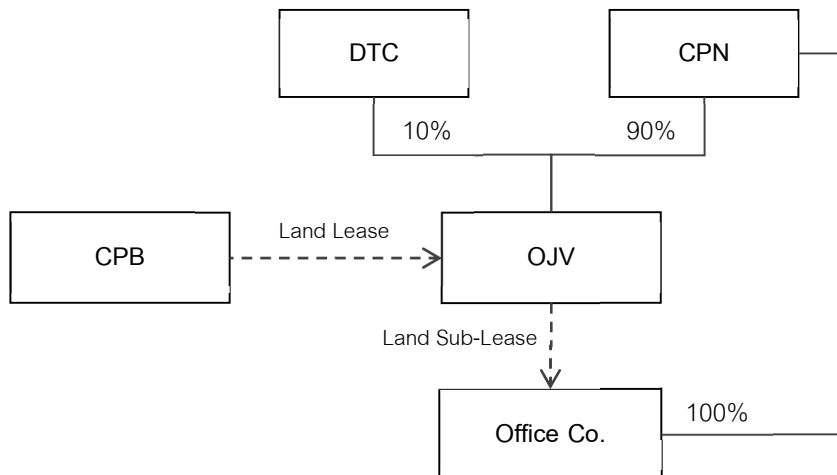 DTC
CPN
10%
90%
Land Lease
CPB
OJV
Land Sub-Lease
100%
Office Co.